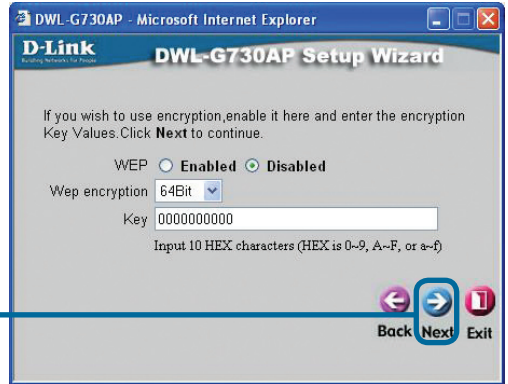 DWL-G730AP - Microsoft Internet Explorer
D-Link
Building Networks for People
DWL-G730AP Setup Wizard
If you wish to use encryption,enable it here and enter the encryption
Key Values.Click Next to continue.
WEP Enabled Disabled
Wep encryption 64Bit
Key 0000000000
Input 10 HEX characters (HEX is 0~9, A~F, or a~f)
Back Next Exit